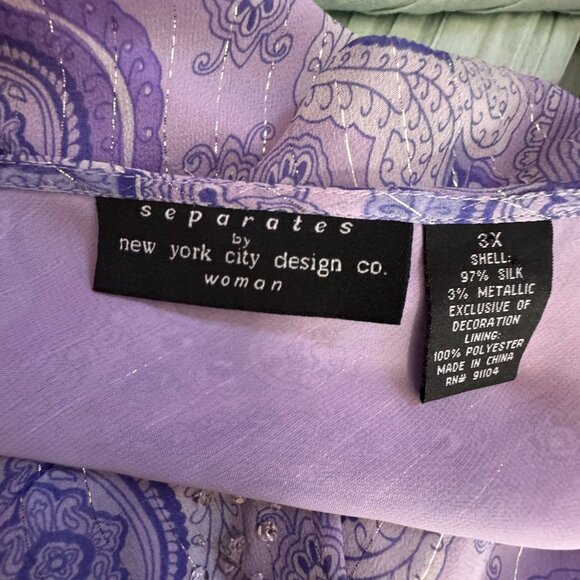 separates
by
new york city design co.
woman
3X
SHELL:
97% SILK
3% METALLIC
EXCLUSIVE OF
DECORATION
LINING:
100% POLYESTER
MADE IN CHINA
RN# 91104